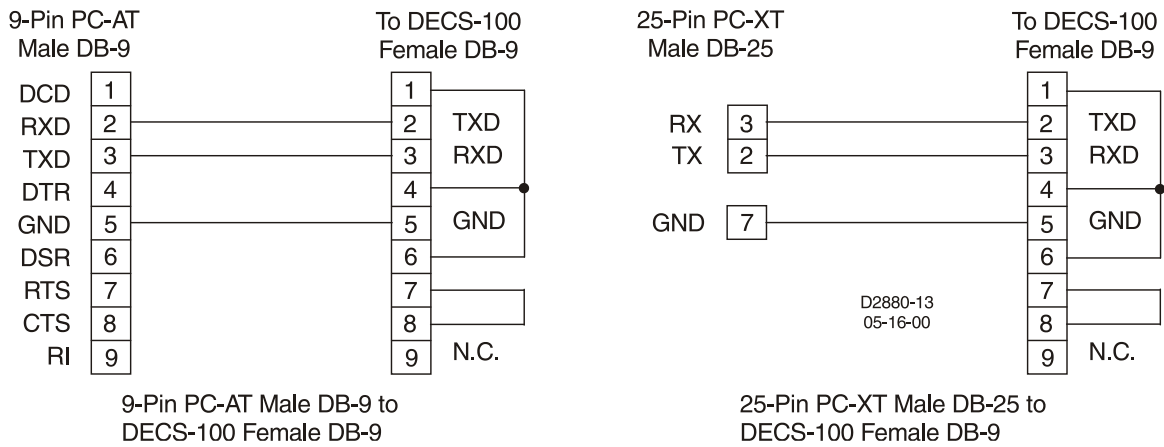 9-Pin PC-AT
Male DB-9
To DECS-100
Female DB-9
DCD 1
RXD 2
TXD 3
DTR 4
GND 5
DSR 6
RTS 7
CTS 8
RI 9
1
2 TXD
3 RXD
4
5 GND
6
7
8
9 N.C.
9-Pin PC-AT Male DB-9 to
DECS-100 Female DB-9
25-Pin PC-XT
Male DB-25
To DECS-100
Female DB-9
RX 3
TX 2
GND 7
1
2 TXD
3 RXD
4
5 GND
6
7
8
9 N.C.
D2880-13
05-16-00
25-Pin PC-XT Male DB-25 to
DECS-100 Female DB-9